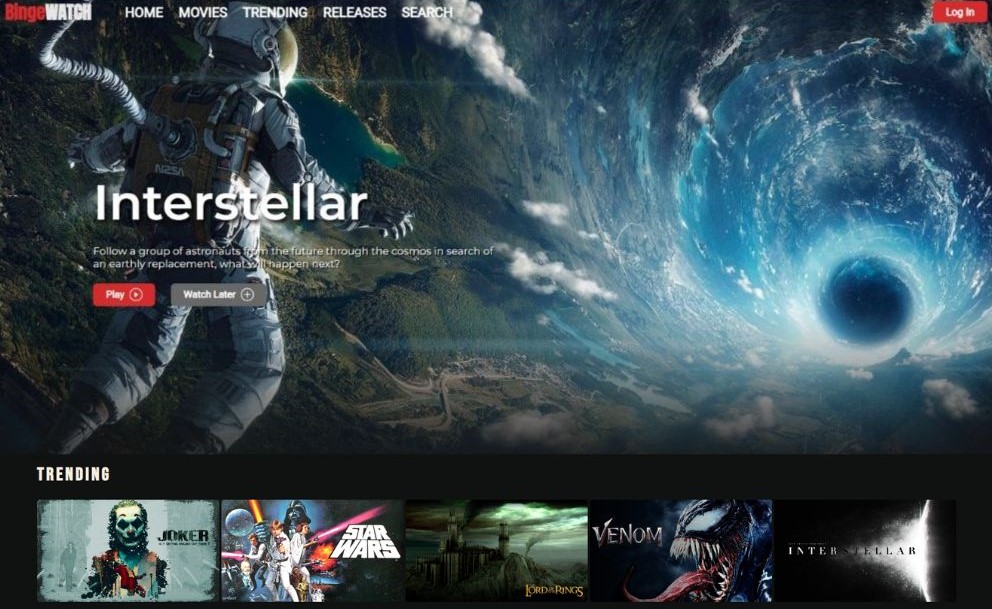 BingeWATCH
HOME MOVIES TRENDING RELEASES SEARCH
Log In
NASA
Interstellar
Follow a group of astronauts from the future through the cosmos in search of
an earthly replacement, what will happen next?
Play
Watch Later
TRENDING
JOKER
STAR
WARS
THE LORD OF THE RINGS
VENOM
INTERSTELLAR